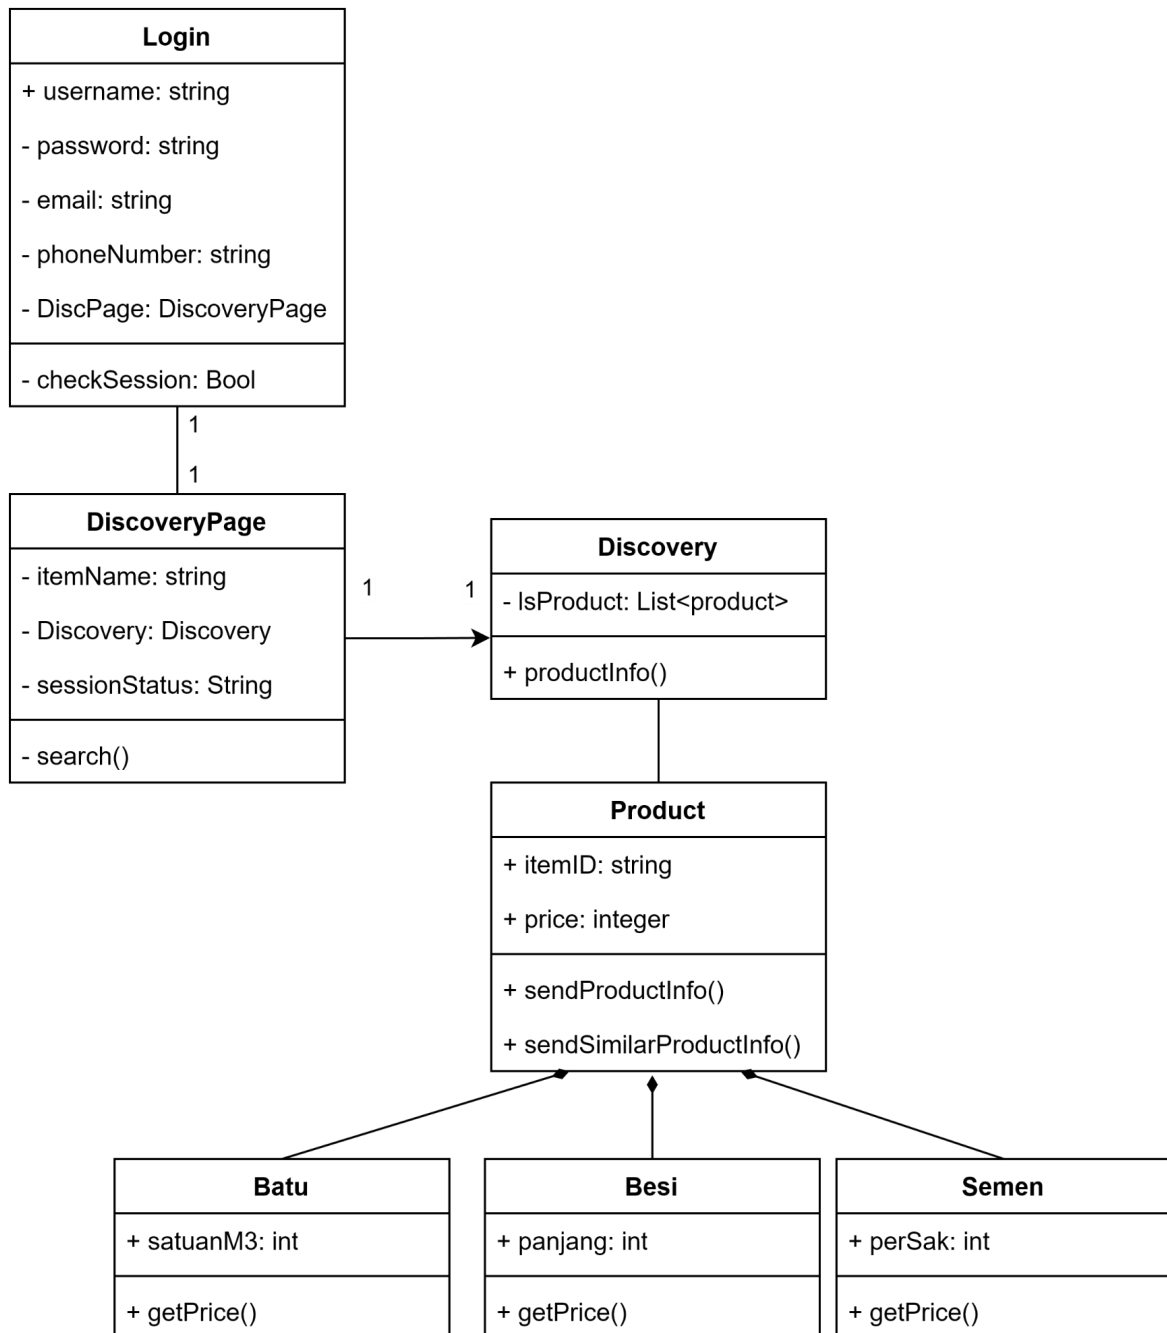 Login
+ username: string
- password: string
- email: string
- phoneNumber: string
- DiscPage: DiscoveryPage
- checkSession: Bool
1
1
DiscoveryPage
- itemName: string
- Discovery: Discovery
- sessionStatus: String
- search()
1
1
Discovery
- lsProduct: List<product>
+ productInfo()
Product
+ itemID: string
+ price: integer
+ sendProductInfo()
+ sendSimilarProductInfo()
Batu
+ satuanM3: int
+ getPrice()
Besi
+ panjang: int
+ getPrice()
Semen
+ perSak: int
+ getPrice()